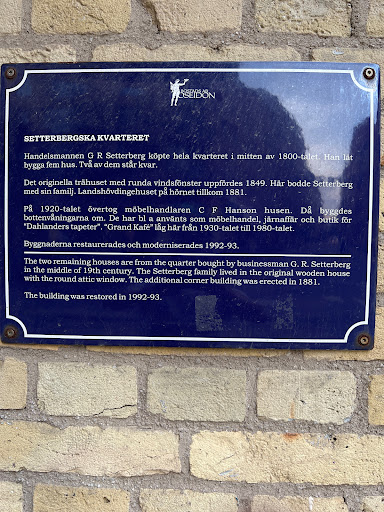 BOSTADS AB
POSEIDON
SETTERBERGSKA KVARTERET
Handelsmannen G R Setterberg köpte hela kvarteret i mitten av 1800-talet. Han lät
bygga fem hus. Två av dem står kvar.
Det originella trähuset med runda vindsfönster uppfördes 1849. Här bodde Setterberg
med sin familj. Landshövdingehuset på hörnet tillkom 1881.
På 1920-talet övertog möbelhandlaren C F Hanson husen. Då byggdes
bottenvåningarna om. De har bl a använts som möbelhandel, järnaffär och butik för
"Dahlanders tapeter". "Grand Kafé" låg här från 1930-talet till 1980-talet.
Byggnaderna restaurerades och moderniserades 1992-93.
The two remaining houses are from the quarter bought by businessman G. R. Setterberg
in the middle of 19th century. The Setterberg family lived in the original wooden house
with the round attic window. The additional corner building was erected in 1881.
The building was restored in 1992-93.